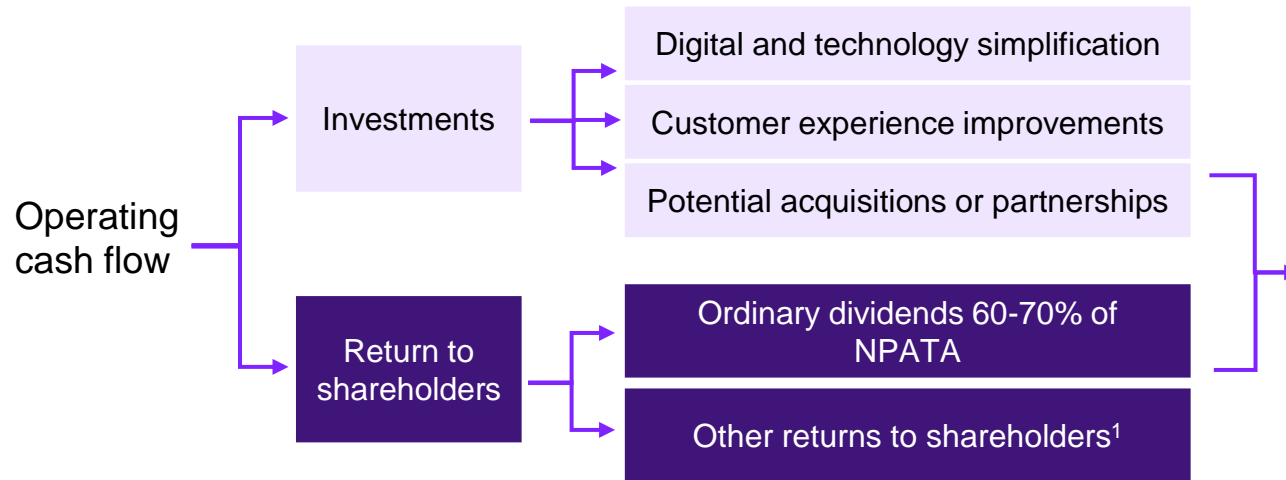 Operating
cash flow
Investments
Digital and technology simplification
Customer experience improvements
Potential acquisitions or partnerships
Return to
shareholders
Ordinary dividends 60-70% of
NPATA
Other returns to shareholders¹